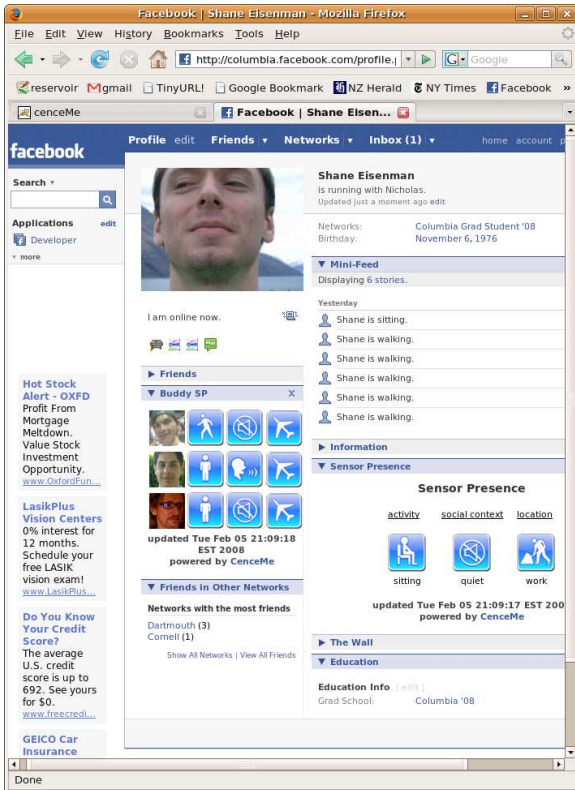 Facebook | Shane Eisenman - Mozilla Firefox
File Edit View History Bookmarks Tools Help
http://columbia.facebook.com/profile.
G Google
reservoir gmail TinyURL! Google Bookmark NZ Herald NY Times Facebook »
cenceMe
Facebook | Shane Eisen...
facebook
Profile edit Friends Networks Inbox (1) home account p
Search
Applications edit
Developer
more
Hot Stock
Alert - OXFD
Profit From
Mortgage
Meltdown.
Value Stock
Investment
Opportunity.
www.OxfordFun...
LasikPlus
Vision Centers
0% interest for
12 months.
Schedule your
free LASIK
vision exam!
www.LasikPlus...
Do You Know
Your Credit
Score?
The average
U.S. credit
score is up to
692. See yours
for $0.
www.freecredi...
GEICO Car
Insurance
I am online now.
Friends
Buddy SP X
updated Tue Feb 05 21:09:18
EST 2008
powered by CenceMe
Friends in Other Networks
Networks with the most friends
Dartmouth (3)
Cornell (1)
Show All Networks | View All Friends
Shane Eisenman
is running with Nicholas.
Updated just a moment ago edit
Networks: Columbia Grad Student '08
Birthday: November 6, 1976
Mini-Feed
Displaying 6 stories.
Yesterday
Shane is sitting.
Shane is walking.
Shane is walking.
Shane is walking.
Shane is walking.
Shane is walking.
Information
Sensor Presence
Sensor Presence
activity social context location
sitting quiet work
updated Tue Feb 05 21:09:17 EST 200
powered by CenceMe
The Wall
Education
Education Info [ edit ]
Grad School: Columbia '08
Done